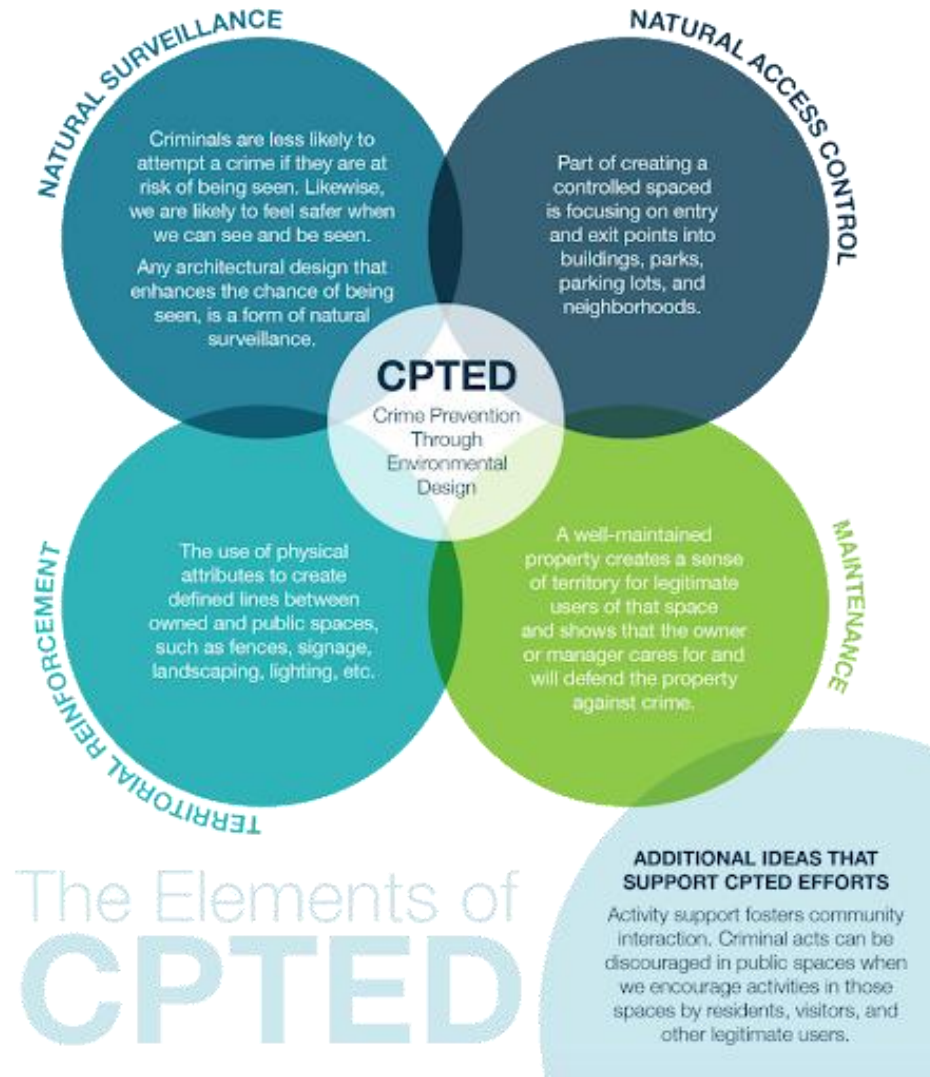 NATURAL SURVEILLANCE
Criminals are less likely to
attempt a crime if they are at
risk of being seen. Likewise,
we are likely to feel safer when
we can see and be seen.
Any architectural design that
enhances the chance of being
seen, is a form of natural
surveillance.
NATURAL ACCESS CONTROL
Part of creating a
controlled spaced
is focusing on entry
and exit points into
buildings, parks,
parking lots, and
neighborhoods.
CPTED
Crime Prevention
Through
Environmental
Design
TERRITORIAL REINFORCEMENT
The use of physical
attributes to create
defined lines between
owned and public spaces,
such as fences, signage,
landscaping, lighting, etc.
MAINTENANCE
A well-maintained
property creates a sense
of territory for legitimate
users of that space
and shows that the owner
or manager cares for and
will defend the property
against crime.
The Elements of
CPTED
ADDITIONAL IDEAS THAT
SUPPORT CPTED EFFORTS
Activity support fosters community
interaction. Criminal acts can be
discouraged in public spaces when
we encourage activities in those
spaces by residents, visitors, and
other legitimate users.